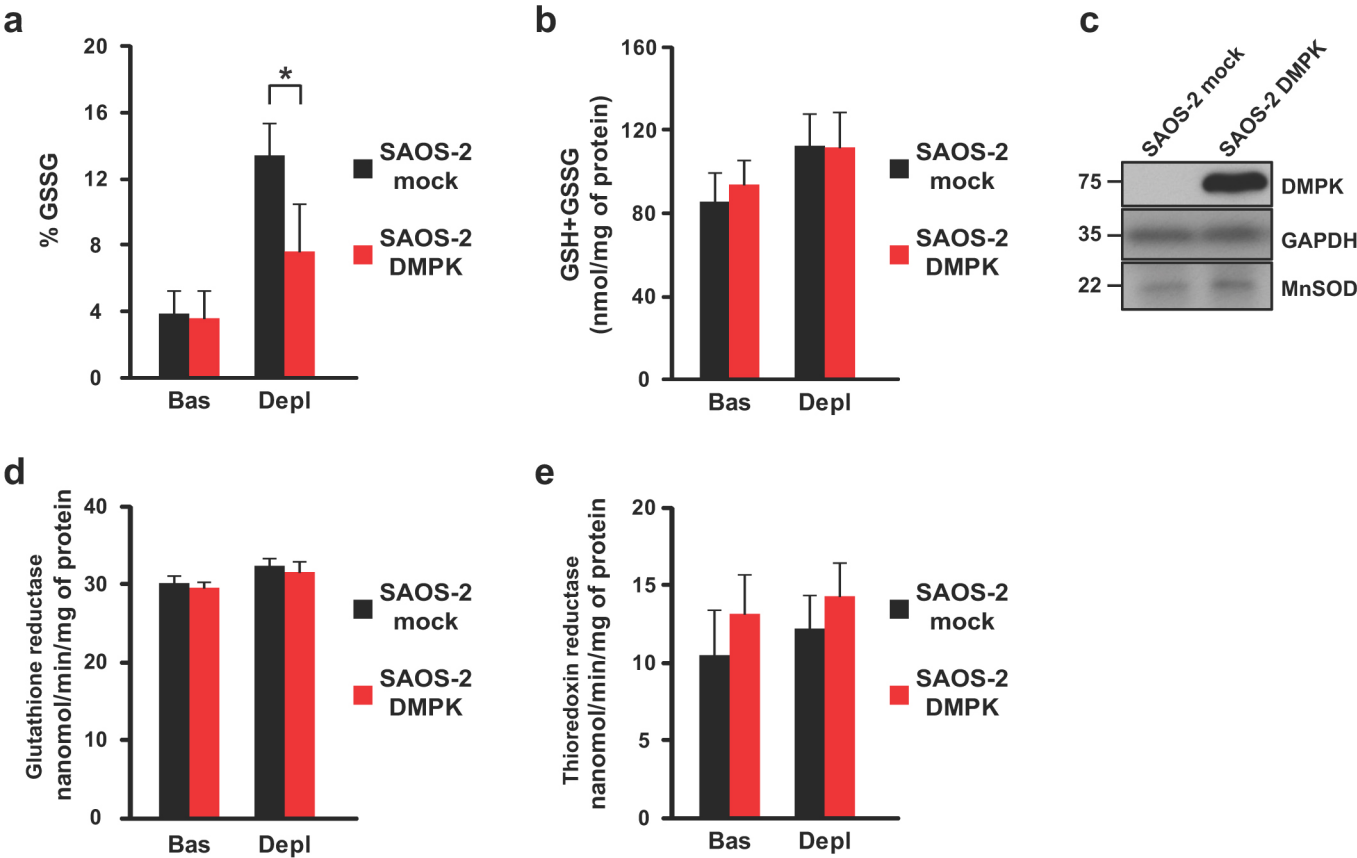 a
% GSSG
20
16
12
8
4
0
*
Bas
Depl
SAOS-2
mock
SAOS-2
DMPK
b
GSH+GSSG
(nmol/mg of protein)
160
120
80
40
0
Bas
Depl
SAOS-2
mock
SAOS-2
DMPK
c
SAOS-2 mock
SAOS-2 DMPK
75
DMPK
35
GAPDH
22
MnSOD
d
Glutathione reductase
nanomol/min/mg of protein
40
30
20
10
0
Bas
Depl
SAOS-2
mock
SAOS-2
DMPK
e
Thioredoxin reductase
nanomol/min/mg of protein
20
15
10
5
0
Bas
Depl
SAOS-2
mock
SAOS-2
DMPK